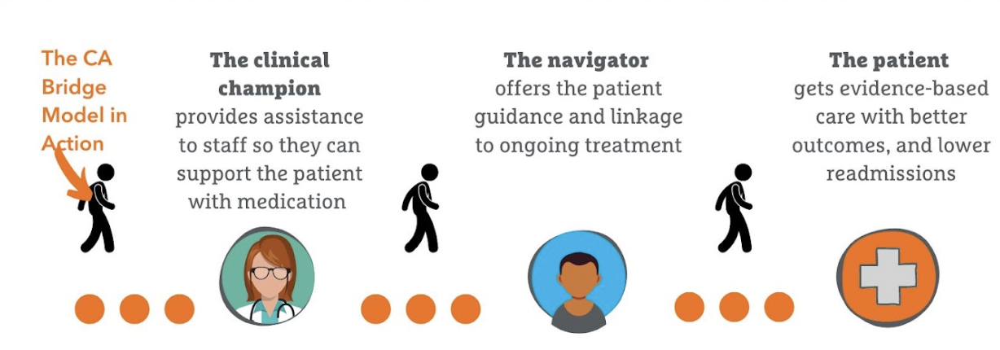 The CA
Bridge
Model in
Action
The clinical
champion
provides assistance
to staff so they can
support the patient
with medication
The navigator
offers the patient
guidance and linkage
to ongoing treatment
The patient
gets evidence-based
care with better
outcomes, and lower
readmissions